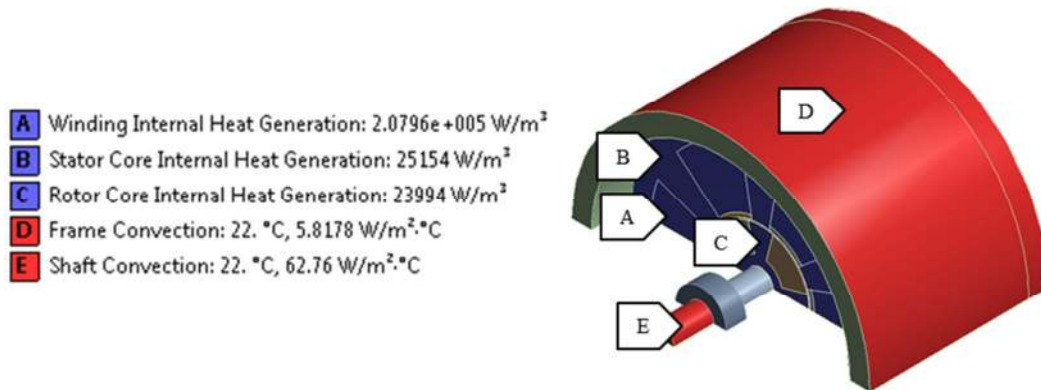 A Winding Internal Heat Generation: 2.0796e+005 W/m³
B Stator Core Internal Heat Generation: 25154 W/m³
C Rotor Core Internal Heat Generation: 23994 W/m³
D Frame Convection: 22. °C, 5.8178 W/m²·°C
E Shaft Convection: 22. °C, 62.76 W/m²·°C
D
B
A
C
E